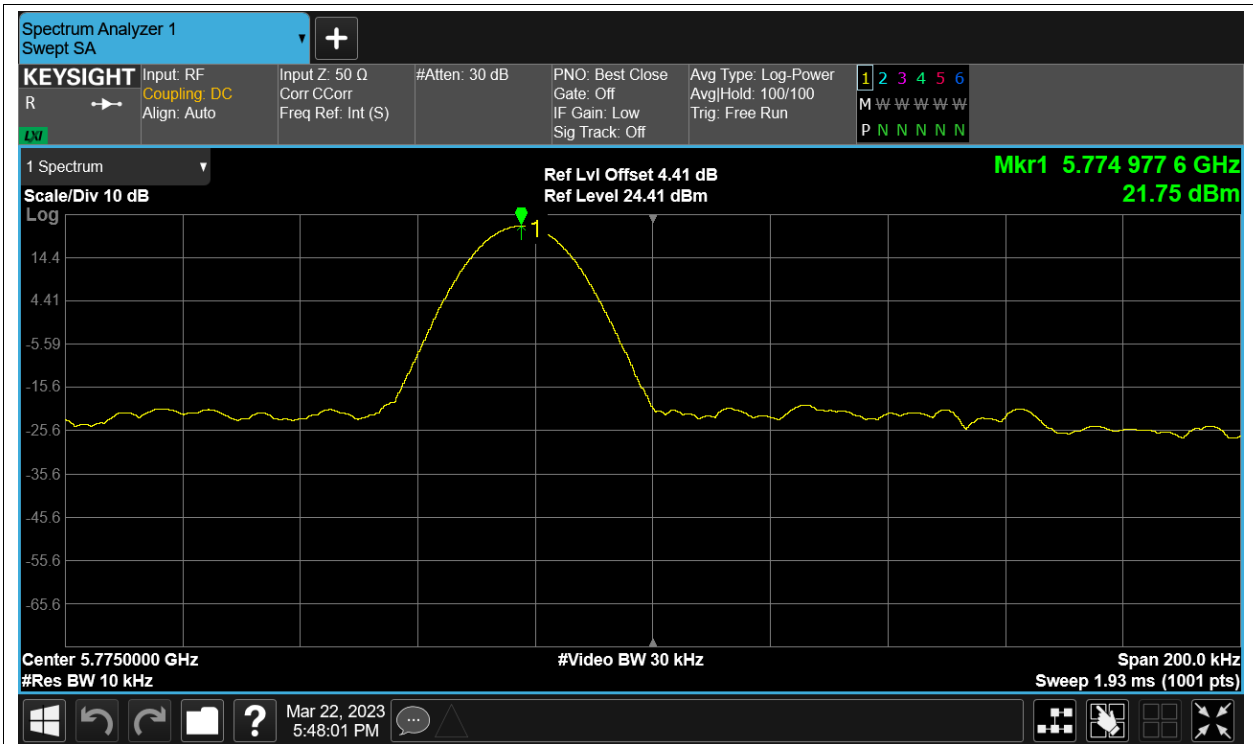 Spectrum Analyzer 1
Swept SA
KEYSIGHT
R
LXI
Input: RF
Coupling: DC
Align: Auto
Input Z: 50 Ω
Corr CCorr
Freq Ref: Int (S)
#Atten: 30 dB
PNO: Best Close
Gate: Off
IF Gain: Low
Sig Track: Off
Avg Type: Log-Power
Avg|Hold: 100/100
Trig: Free Run
1 2 3 4 5 6
M W W W W W
P N N N N N
1 Spectrum
Scale/Div 10 dB
Log
Ref Lvl Offset 4.41 dB
Ref Level 24.41 dBm
Mkr1 5.774 977 6 GHz
21.75 dBm
1
14.4
4.41
-5.59
-15.6
-25.6
-35.6
-45.6
-55.6
-65.6
Center 5.7750000 GHz
#Res BW 10 kHz
#Video BW 30 kHz
Span 200.0 kHz
Sweep 1.93 ms (1001 pts)
?
Mar 22, 2023
5:48:01 PM